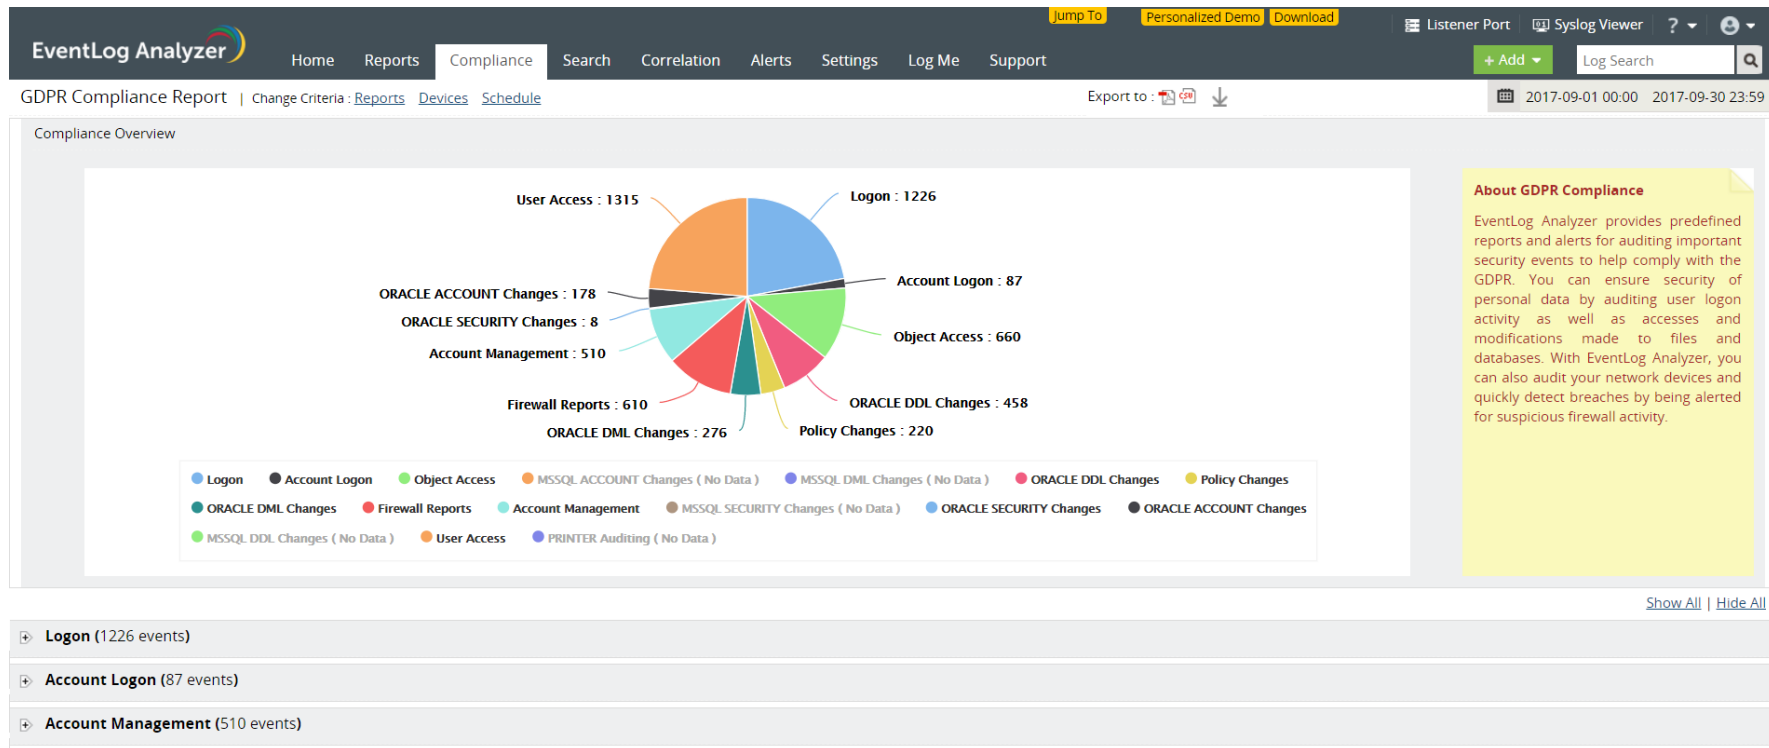 Jump To Personalized Demo Download Listener Port Syslog Viewer ?
EventLog Analyzer Home Reports Compliance Search Correlation Alerts Settings Log Me Support + Add Log Search
GDPR Compliance Report | Change Criteria : Reports Devices Schedule Export to : 2017-09-01 00:00 2017-09-30 23:59
Compliance Overview
User Access : 1315
Logon : 1226
Account Logon : 87
ORACLE ACCOUNT Changes : 178
ORACLE SECURITY Changes : 8
Object Access : 660
Account Management : 510
Firewall Reports : 610
ORACLE DDL Changes : 458
ORACLE DML Changes : 276
Policy Changes : 220
Logon Account Logon Object Access MSSQL ACCOUNT Changes ( No Data ) MSSQL DML Changes ( No Data ) ORACLE DDL Changes Policy Changes
ORACLE DML Changes Firewall Reports Account Management MSSQL SECURITY Changes ( No Data ) ORACLE SECURITY Changes ORACLE ACCOUNT Changes
MSSQL DDL Changes ( No Data ) User Access PRINTER Auditing ( No Data )
About GDPR Compliance
EventLog Analyzer provides predefined
reports and alerts for auditing important
security events to help comply with the
GDPR. You can ensure security of
personal data by auditing user logon
activity as well as accesses and
modifications made to files and
databases. With EventLog Analyzer, you
can also audit your network devices and
quickly detect breaches by being alerted
for suspicious firewall activity.
Show All | Hide All
Logon (1226 events)
Account Logon (87 events)
Account Management (510 events)